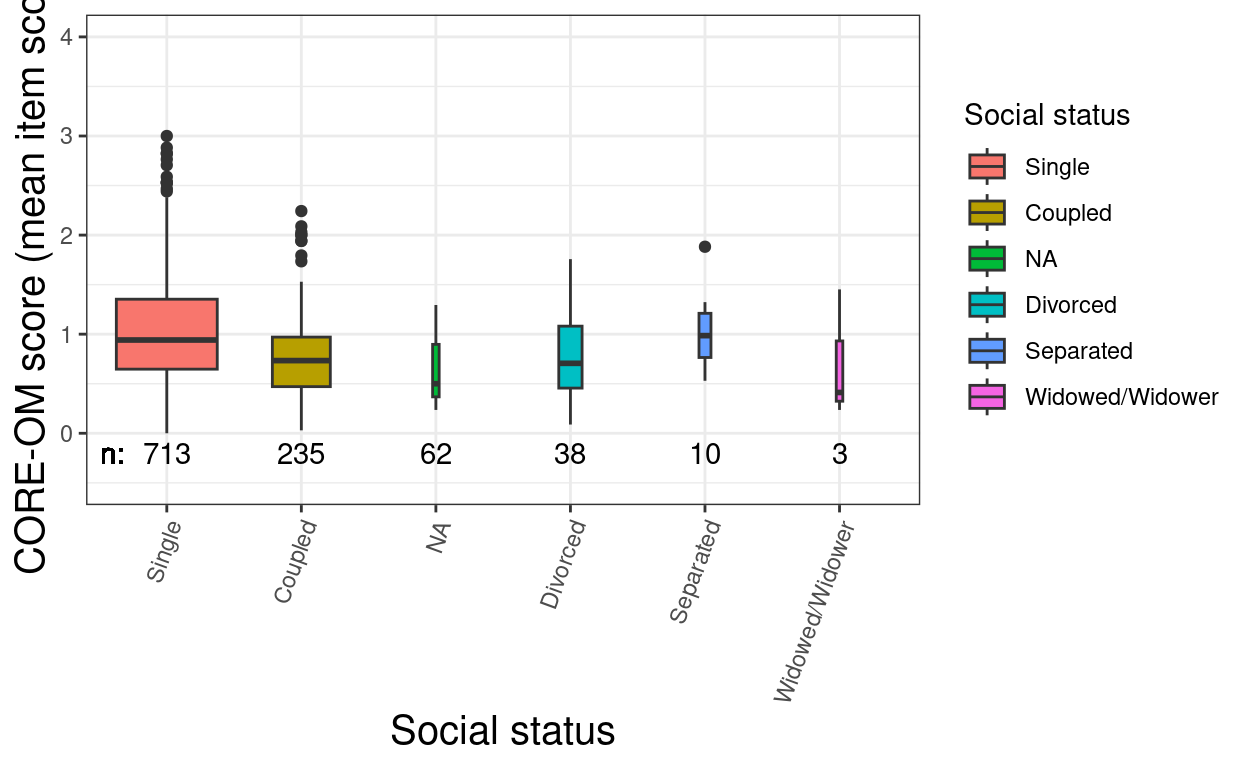 CORE-OM score (mean item sco
4
3
2
1
0
n: 713 235 62 38 10 3
Single
Coupled
NA
Divorced
Separated
Widowed/Widower
Social status
Social status
Single
Coupled
NA
Divorced
Separated
Widowed/Widower